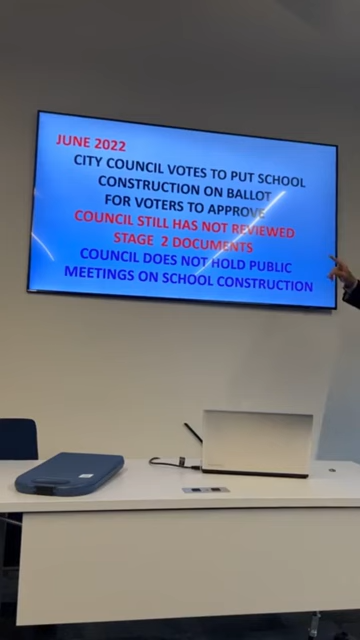 JUNE 2022
CITY COUNCIL VOTES TO PUT SCHOOL
CONSTRUCTION ON BALLOT
FOR VOTERS TO APPROVE
COUNCIL STILL HAS NOT REVIEWED
STAGE 2 DOCUMENTS
COUNCIL DOES NOT HOLD PUBLIC
MEETINGS ON SCHOOL CONSTRUCTION